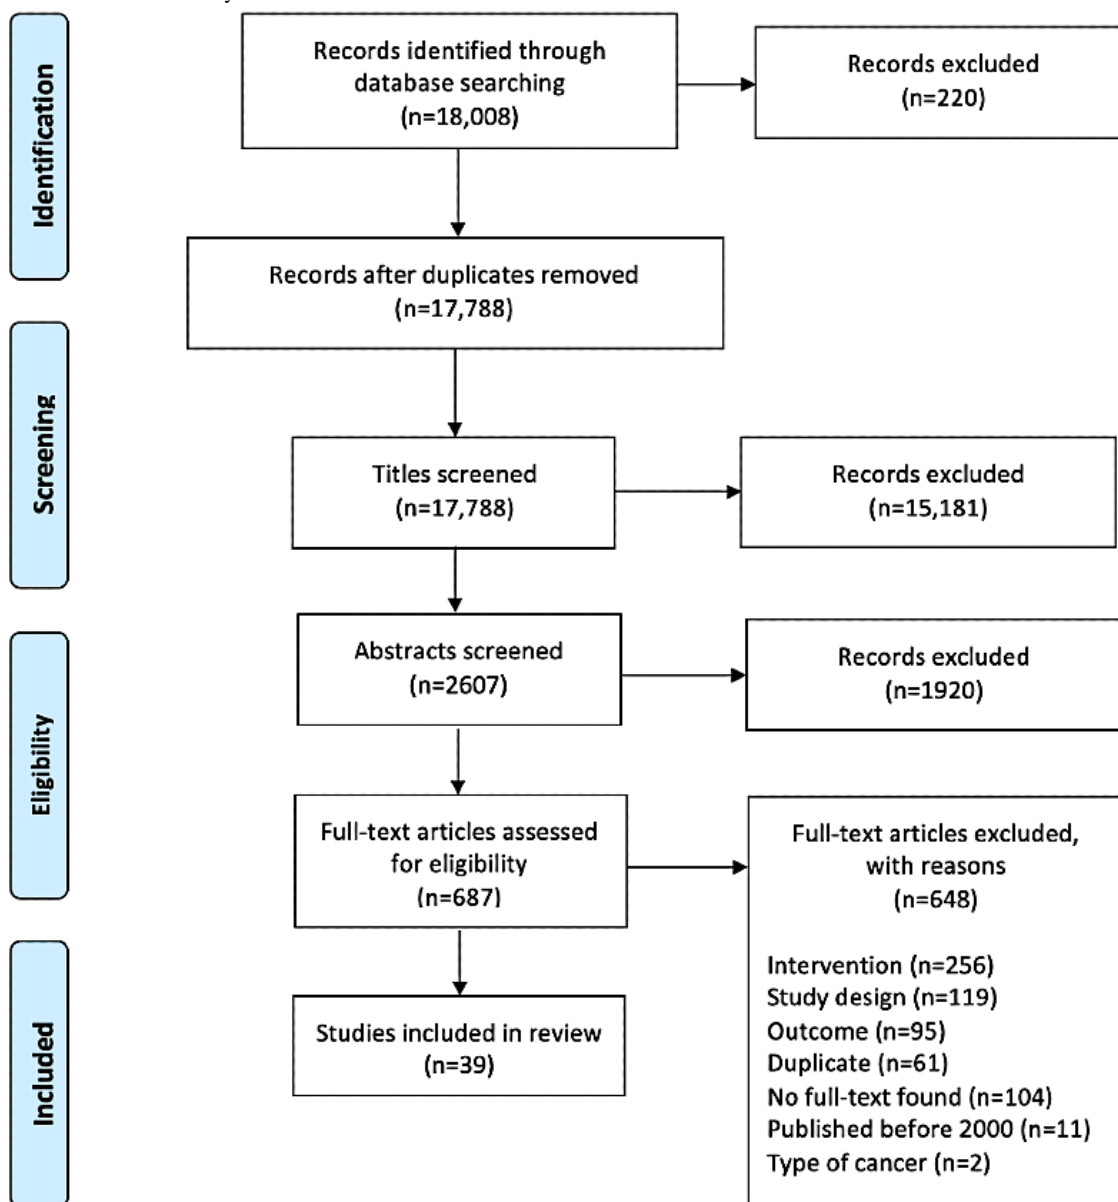 Identification
Records identified through
database searching
(n=18,008)
Records excluded
(n=220)
Records after duplicates removed
(n=17,788)
Screening
Titles screened
(n=17,788)
Records excluded
(n=15,181)
Eligibility
Abstracts screened
(n=2607)
Records excluded
(n=1920)
Full-text articles assessed
for eligibility
(n=687)
Full-text articles excluded,
with reasons
(n=648)
Intervention (n=256)
Study design (n=119)
Outcome (n=95)
Duplicate (n=61)
No full-text found (n=104)
Published before 2000 (n=11)
Type of cancer (n=2)
Included
Studies included in review
(n=39)